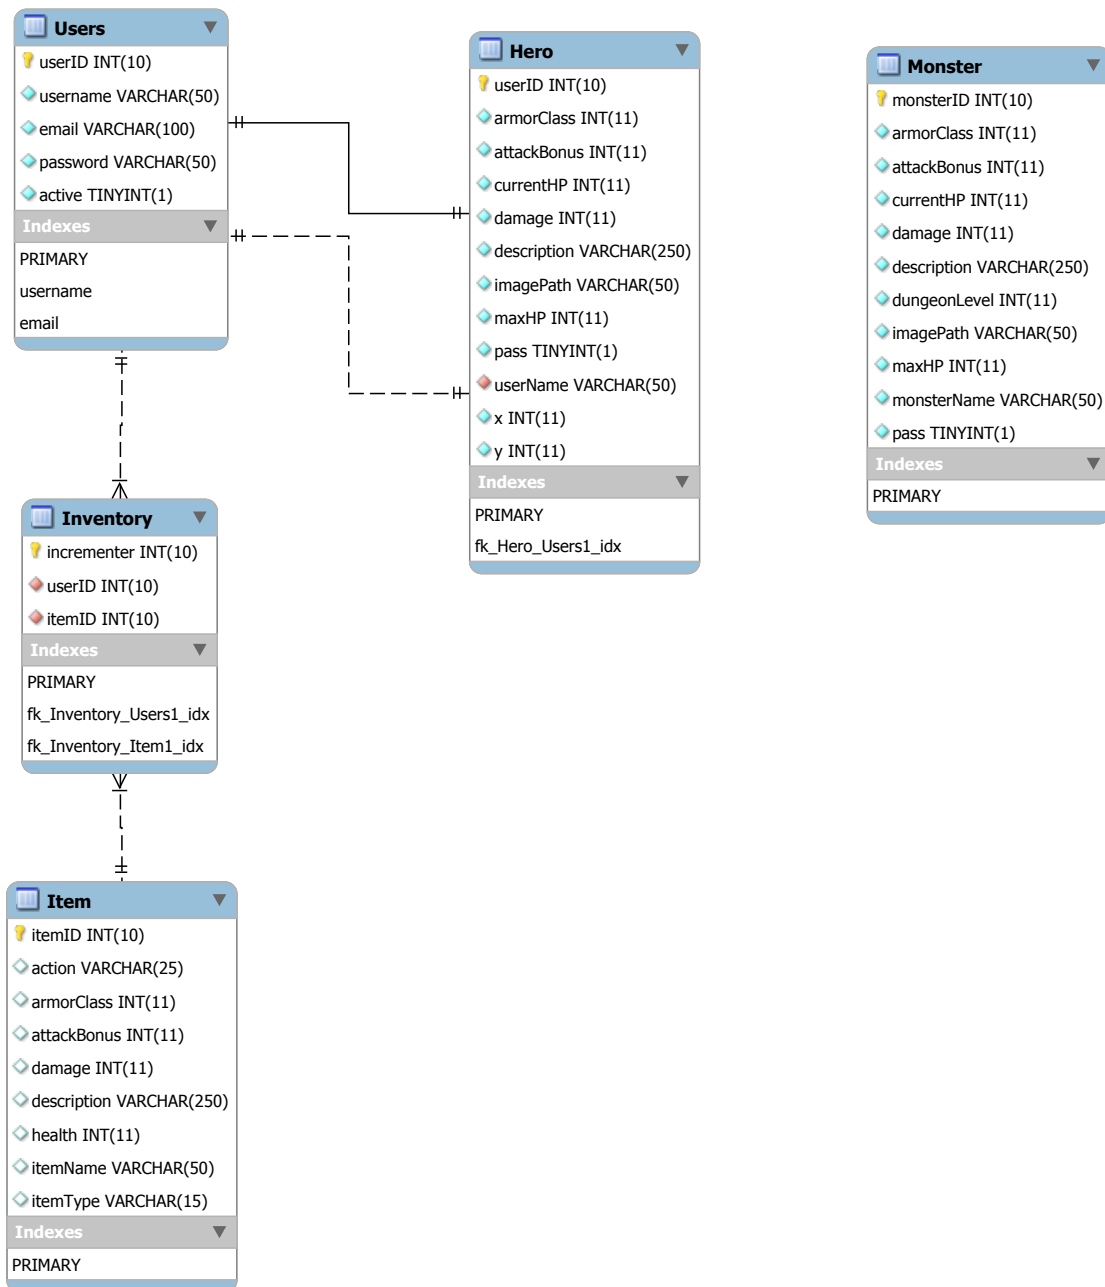 Users
userID INT(10)
username VARCHAR(50)
email VARCHAR(100)
password VARCHAR(50)
active TINYINT(1)
Indexes
PRIMARY
username
email
Hero
userID INT(10)
armorClass INT(11)
attackBonus INT(11)
currentHP INT(11)
damage INT(11)
description VARCHAR(250)
imagePath VARCHAR(50)
maxHP INT(11)
pass TINYINT(1)
userName VARCHAR(50)
x INT(11)
y INT(11)
Indexes
PRIMARY
fk_Hero_Users1_idx
Monster
monsterID INT(10)
armorClass INT(11)
attackBonus INT(11)
currentHP INT(11)
damage INT(11)
description VARCHAR(250)
dungeonLevel INT(11)
imagePath VARCHAR(50)
maxHP INT(11)
monsterName VARCHAR(50)
pass TINYINT(1)
Indexes
PRIMARY
Inventory
incrementer INT(10)
userID INT(10)
itemID INT(10)
Indexes
PRIMARY
fk_Inventory_Users1_idx
fk_Inventory_Item1_idx
Item
itemID INT(10)
action VARCHAR(25)
armorClass INT(11)
attackBonus INT(11)
damage INT(11)
description VARCHAR(250)
health INT(11)
itemName VARCHAR(50)
itemType VARCHAR(15)
Indexes
PRIMARY